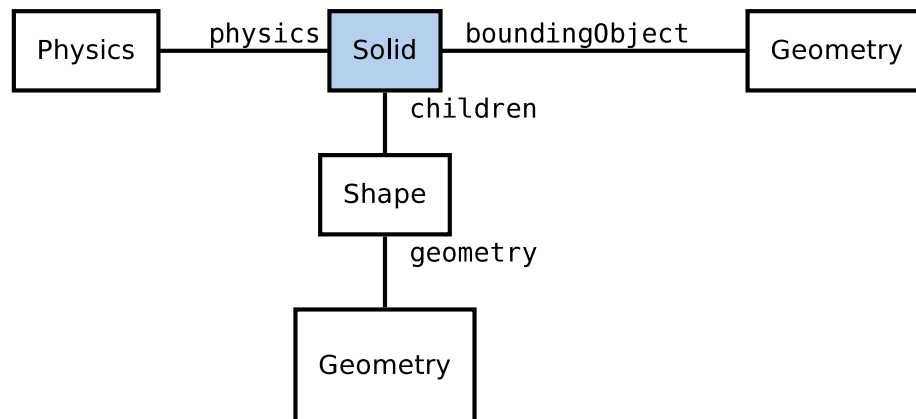 Physics
physics
Solid
boundingObject
Geometry
children
Shape
geometry
Geometry